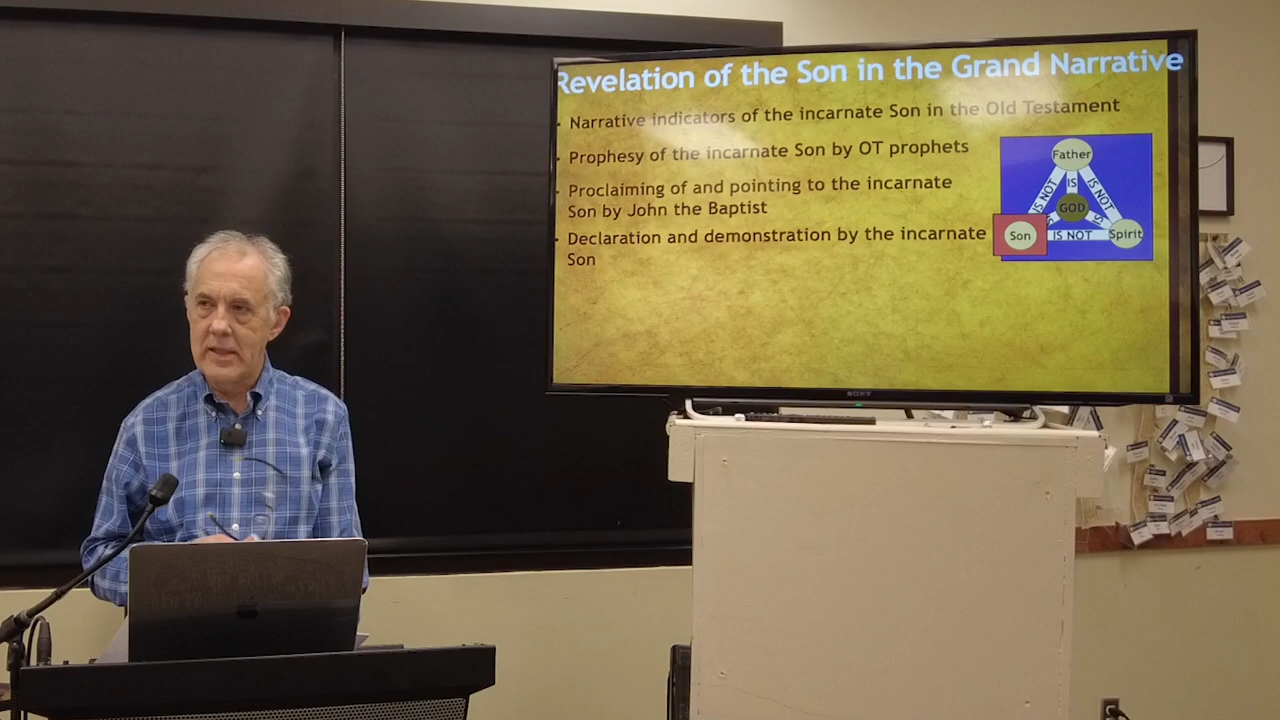 Revelation of the Son in the Grand Narrative
• Narrative indicators of the incarnate Son in the Old Testament
• Prophesy of the incarnate Son by OT prophets
• Proclaiming of and pointing to the incarnate
Son by John the Baptist
• Declaration and demonstration by the incarnate
Son
Father
IS NOT
IS
IS NOT
GOD
IS
IS
Son
IS NOT
Spirit
SONY